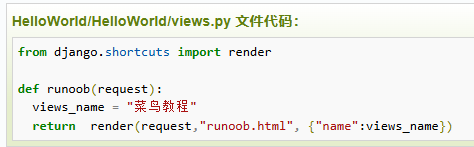 HelloWorld/HelloWorld/views.py 文件代码：
from django.shortcuts import render
def runoob(request):
  views_name = "菜鸟教程"
  return  render(request,"runoob.html", {"name":views_name})